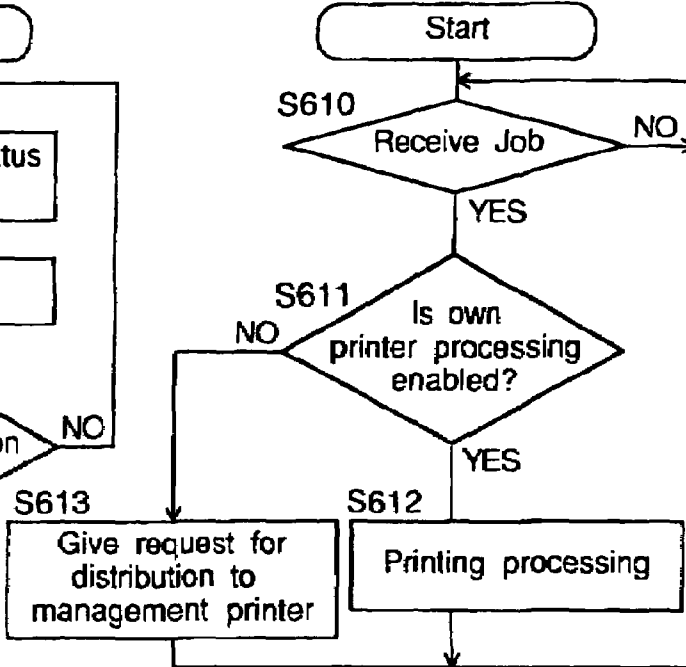 Start
S610
Receive Job
NO
YES
S611
Is own
printer processing
enabled?
NO
YES
NO
S613
Give request for
distribution to
management printer
S612
Printing processing